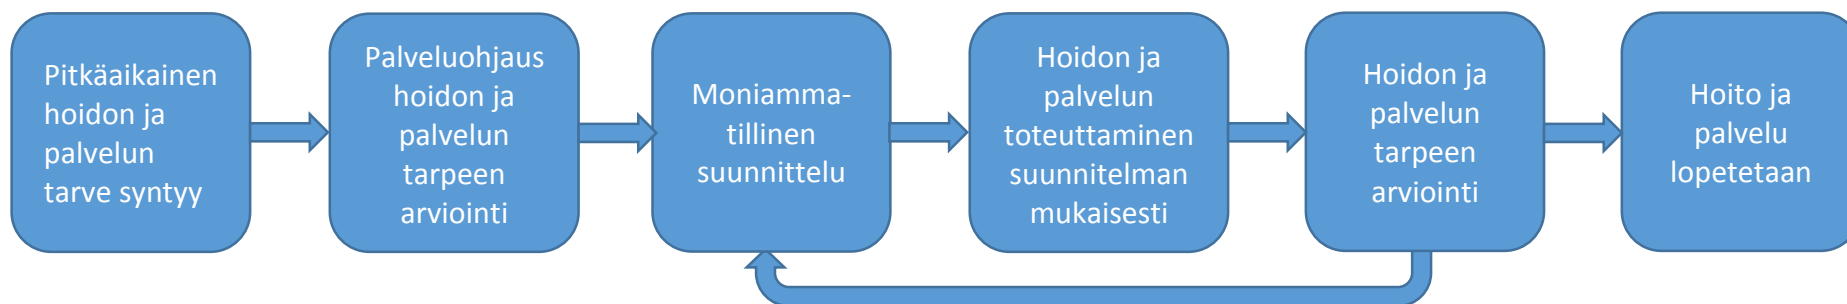 Pitkäaikainen
hoidon ja
palvelun
tarve syntyy
Palveluohjaus
hoidon ja
palvelun
tarpeen
arviointi
Moniamma-
tillinen
suunnittelu
Hoidon ja
palvelun
toteuttaminen
suunnitelman
mukaisesti
Hoidon ja
palvelun
tarpeen
arviointi
Hoito ja
palvelu
lopetetaan